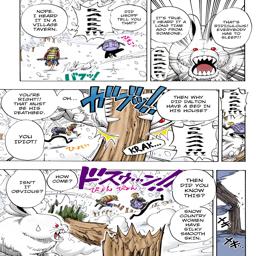 IT'S TRUE.
I HEARD IT
A LONG
TIME AGO
FROM
SOMEONE.
THAT'S
RIDICULOUS!
EVERYBODY
HAS
TO SLEEP!!
DID
USOPP
TELL YOU
THAT?
NOPE.
I HEARD
IT IN A
VILLAGE
TAVERN.
THEN WHY
DID DALTON
HAVE A
BED IN
HIS HOUSE?
OH...
YOU'RE
RIGHT!!
THAT MUST
BE HIS
DEATHBED.
YOU
IDIOT!!
KRAK...
THEN
DID YOU
KNOW
THIS?
SNOW
COUNTRY
WOMEN
HAVE
SILKY
SMOOTH
SKIN.
HOW
COME?
ISN'T IT
OBVIOUS?